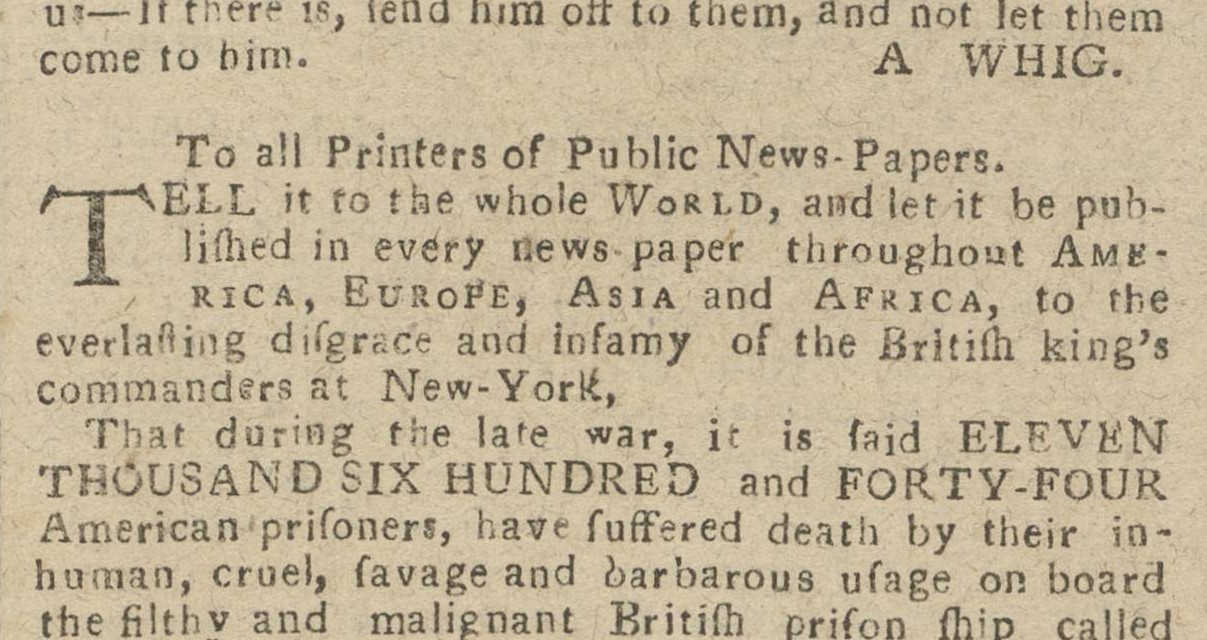 us—If there is, ſend him off to them, and not let them
come to him. A WHIG.
To all Printers of Public News-Papers.
TELL it to the whole WORLD, and let it be pub-
liſhed in every news-paper throughout AME-
RICA, EUROPE, ASIA and AFRICA, to the
everlaſting diſgrace and infamy of the Britiſh king's
commanders at New-York,
That during the late war, it is ſaid ELEVEN
THOUSAND SIX HUNDRED and FORTY-FOUR
American priſoners, have ſuffered death by their in-
human, cruel, ſavage and barbarous uſage on board
the filthy and malignant Britiſh priſon ſhip called